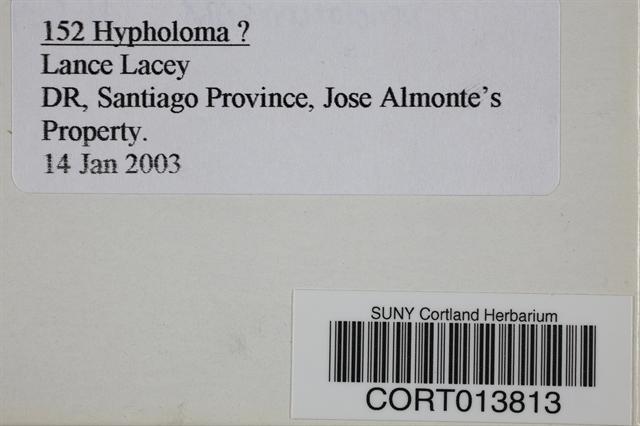 152 Hypholoma ?
Lance Lacey
DR, Santiago Province, Jose Almonte's
Property.
14 Jan 2003
SUNY Cortland Herbarium
CORT013813